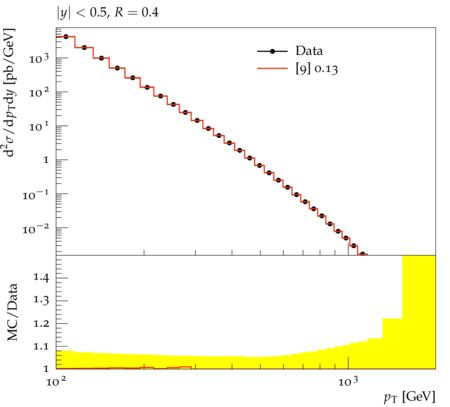 |y| < 0.5, R = 0.4
d²σ/dp_T dy [pb/GeV]
10³
10²
10¹
1
10⁻¹
10⁻²
Data
[9] 0.13
MC/Data
1.4
1.3
1.2
1.1
1
10²
10³
p_T [GeV]